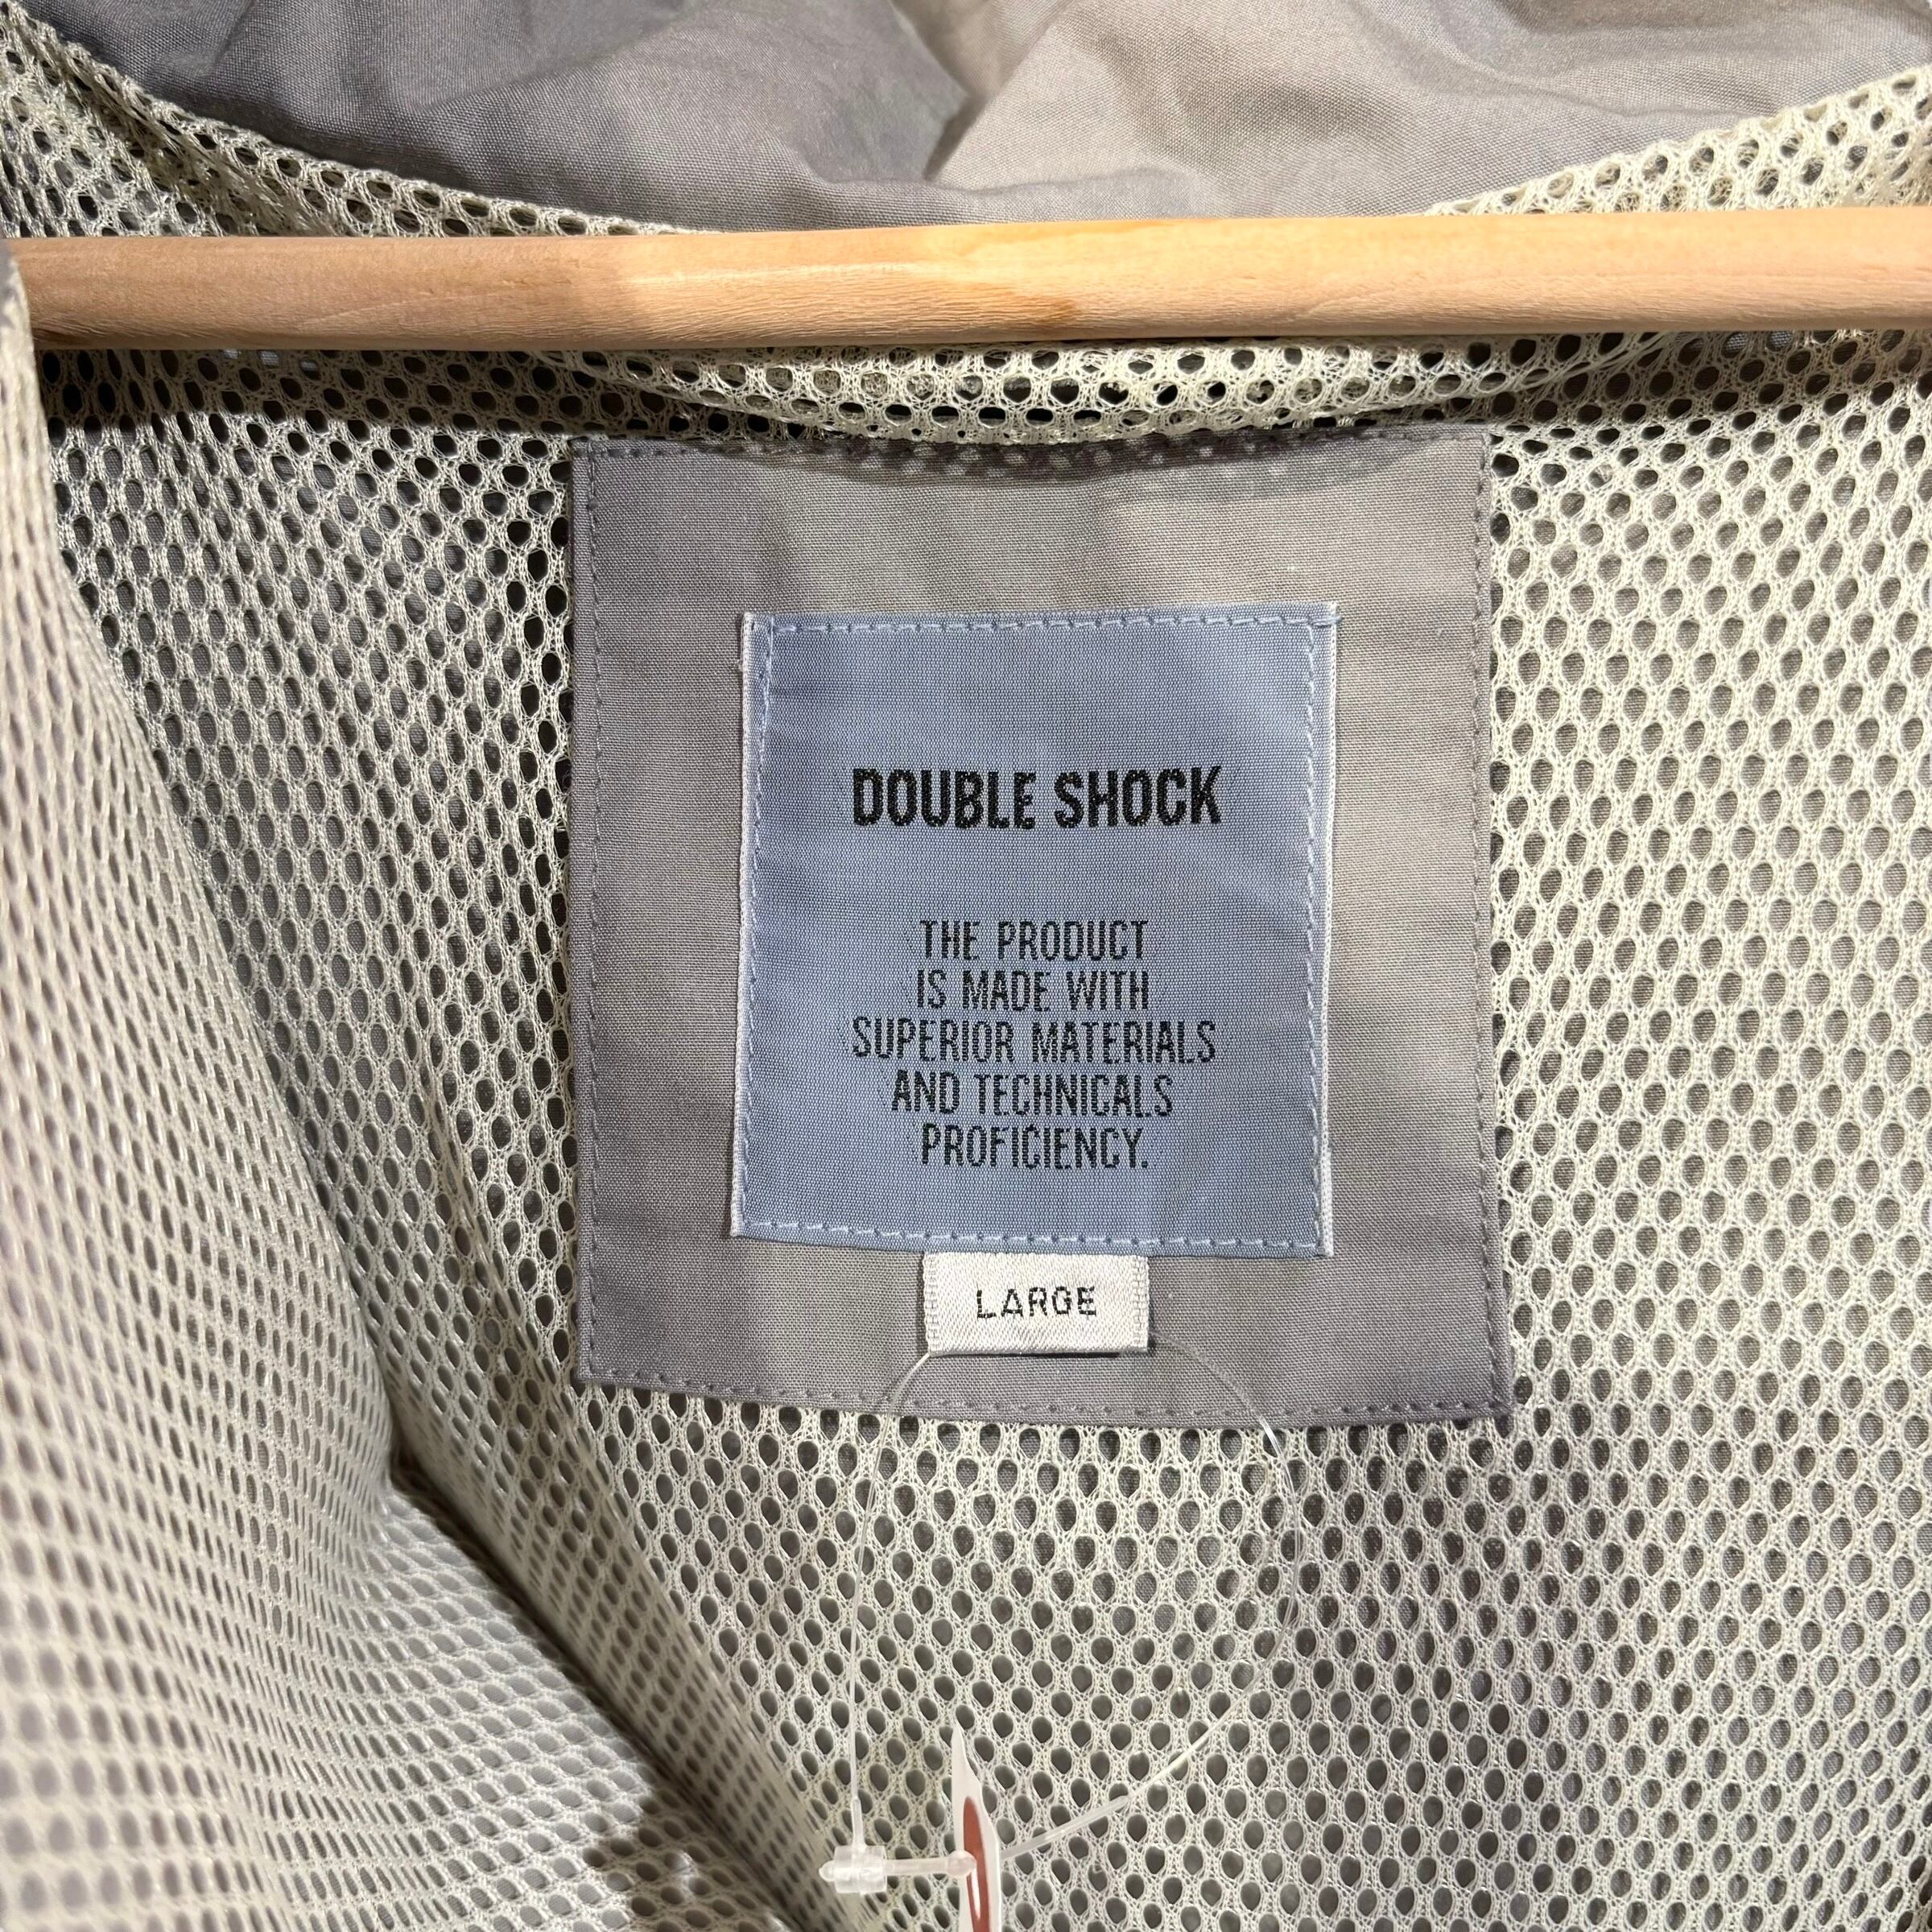 DOUBLE SHOCK
THE PRODUCT
IS MADE WITH
SUPERIOR MATERIALS
AND TECHNICALS
PROFICIENCY.
LARGE